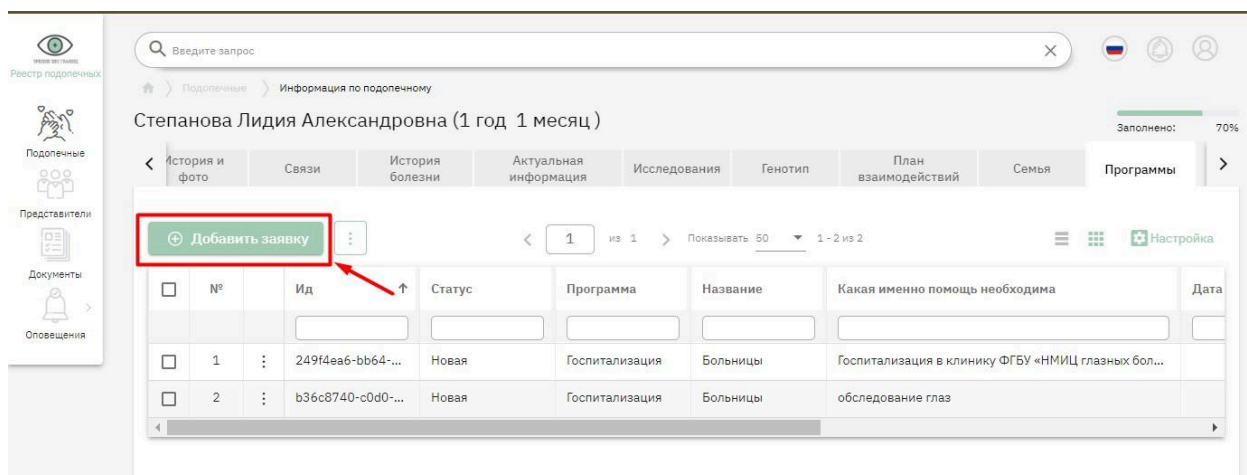 Реестр подопечных
Подопечные
Представители
Документы
Оповещения
Введите запрос
Подопечные
Информация по подопечному
Степанова Лидия Александровна (1 год 1 месяц )
Заполнено: 70%
История и фото
Связи
История болезни
Актуальная информация
Исследования
Генотип
План взаимодействий
Семья
Программы
Добавить заявку
1 из 1
Показывать 50
1 - 2 из 2
Настройка
№ Ид Статус Программа Название Какая именно помощь необходима Дата
1 249f4ea6-bb64-... Новая Госпитализация Больницы Госпитализация в клинику ФГБУ «НМИЦ глазных бол...
2 b36c8740-c0d0-... Новая Госпитализация Больницы обследование глаз